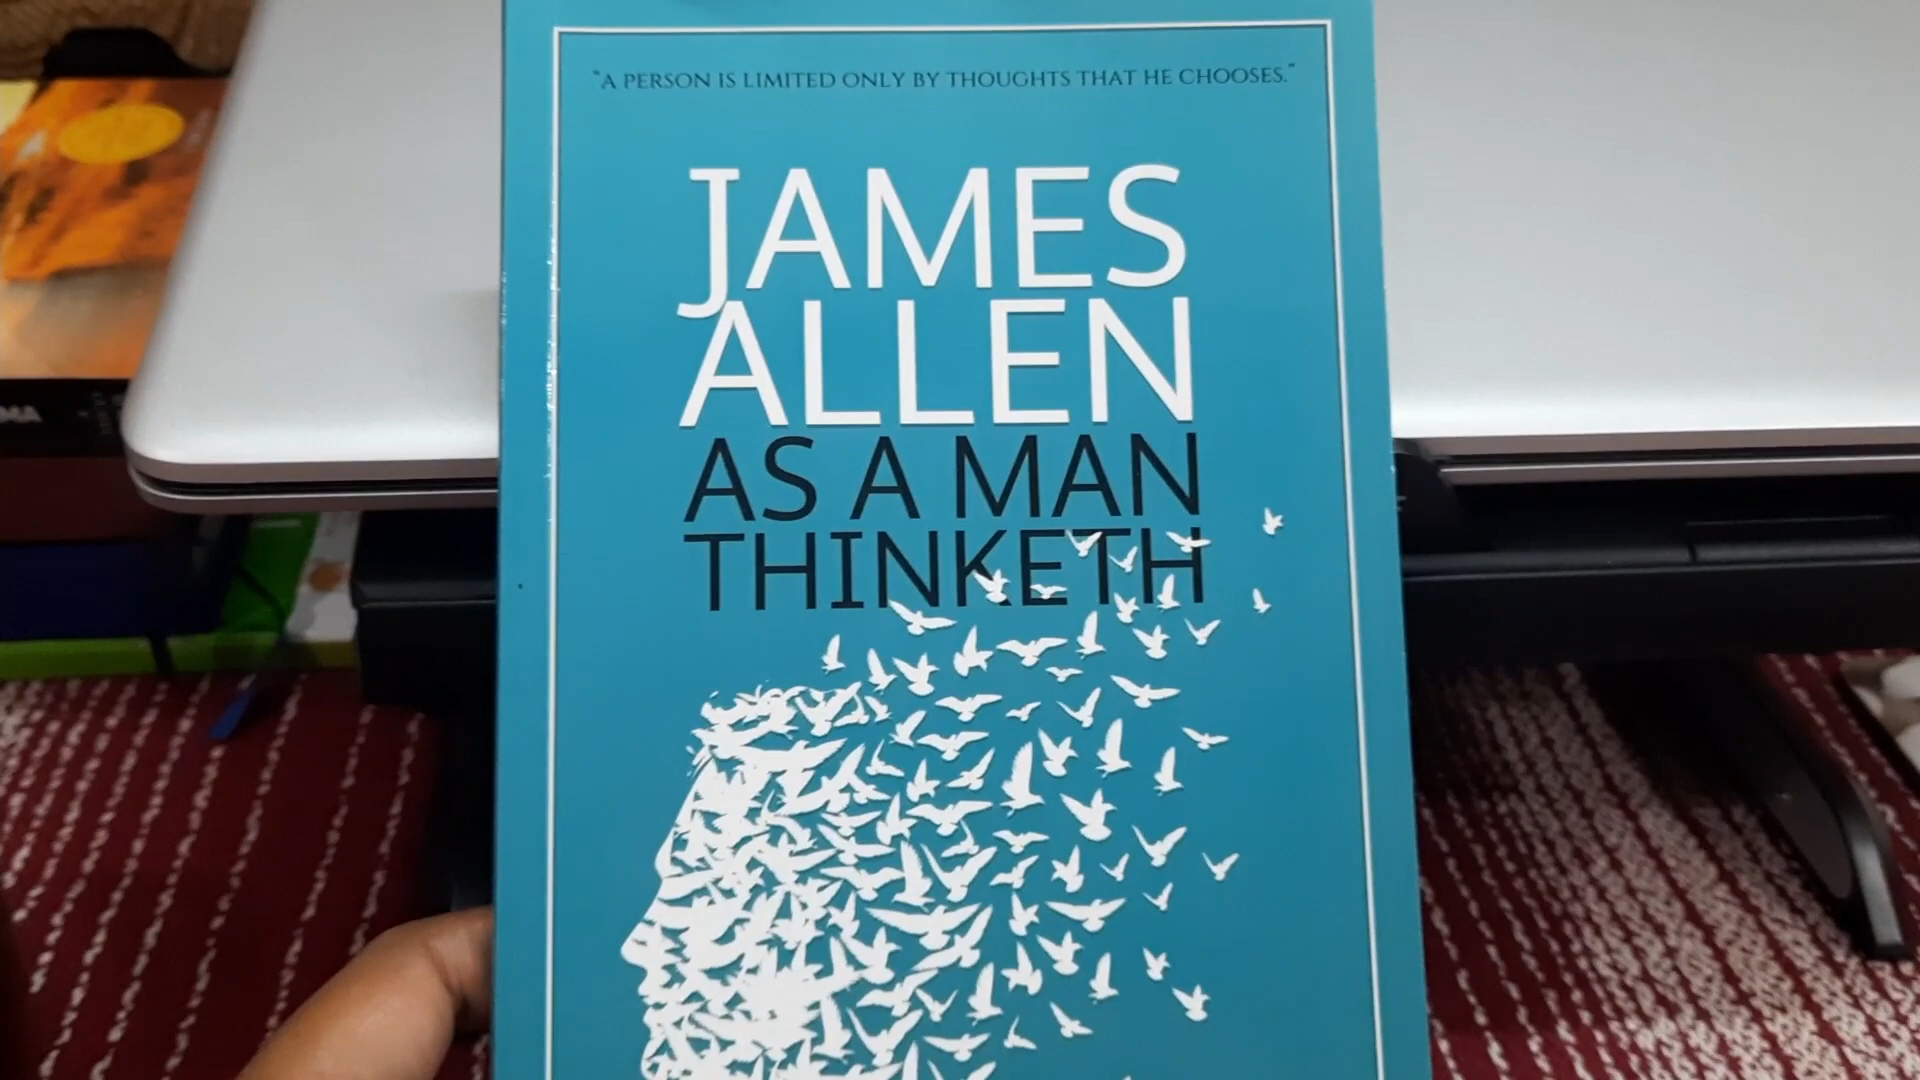 "A PERSON IS LIMITED ONLY BY THOUGHTS THAT HE CHOOSES."
JAMES
ALLEN
AS A MAN
THINKETH